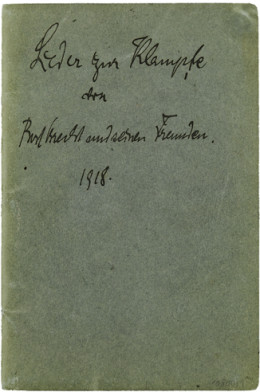 Lieder zur Klampfe
von
Bert Brecht und seinen Freunden.
1918.